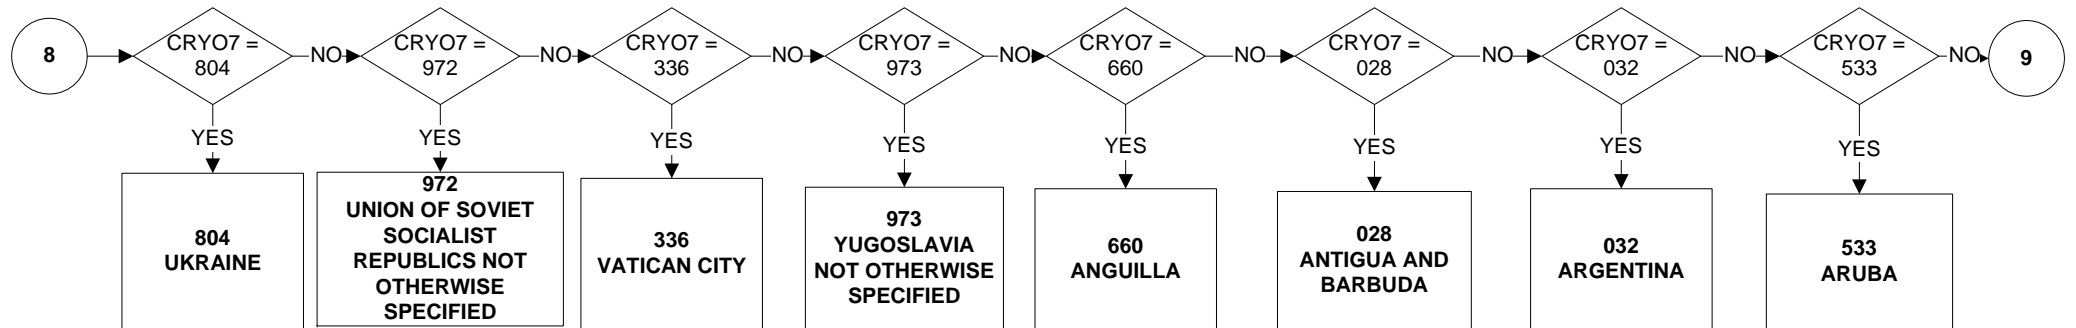 8
CRYO7 =
804
NO
CRYO7 =
972
NO
CRYO7 =
336
NO
CRYO7 =
973
NO
CRYO7 =
660
NO
CRYO7 =
028
NO
CRYO7 =
032
NO
CRYO7 =
533
NO
9
YES
YES
YES
YES
YES
YES
YES
YES
804
UKRAINE
972
UNION OF SOVIET
SOCIALIST
REPUBLICS NOT
OTHERWISE
SPECIFIED
336
VATICAN CITY
973
YUGOSLAVIA
NOT OTHERWISE
SPECIFIED
660
ANGUILLA
028
ANTIGUA AND
BARBUDA
032
ARGENTINA
533
ARUBA